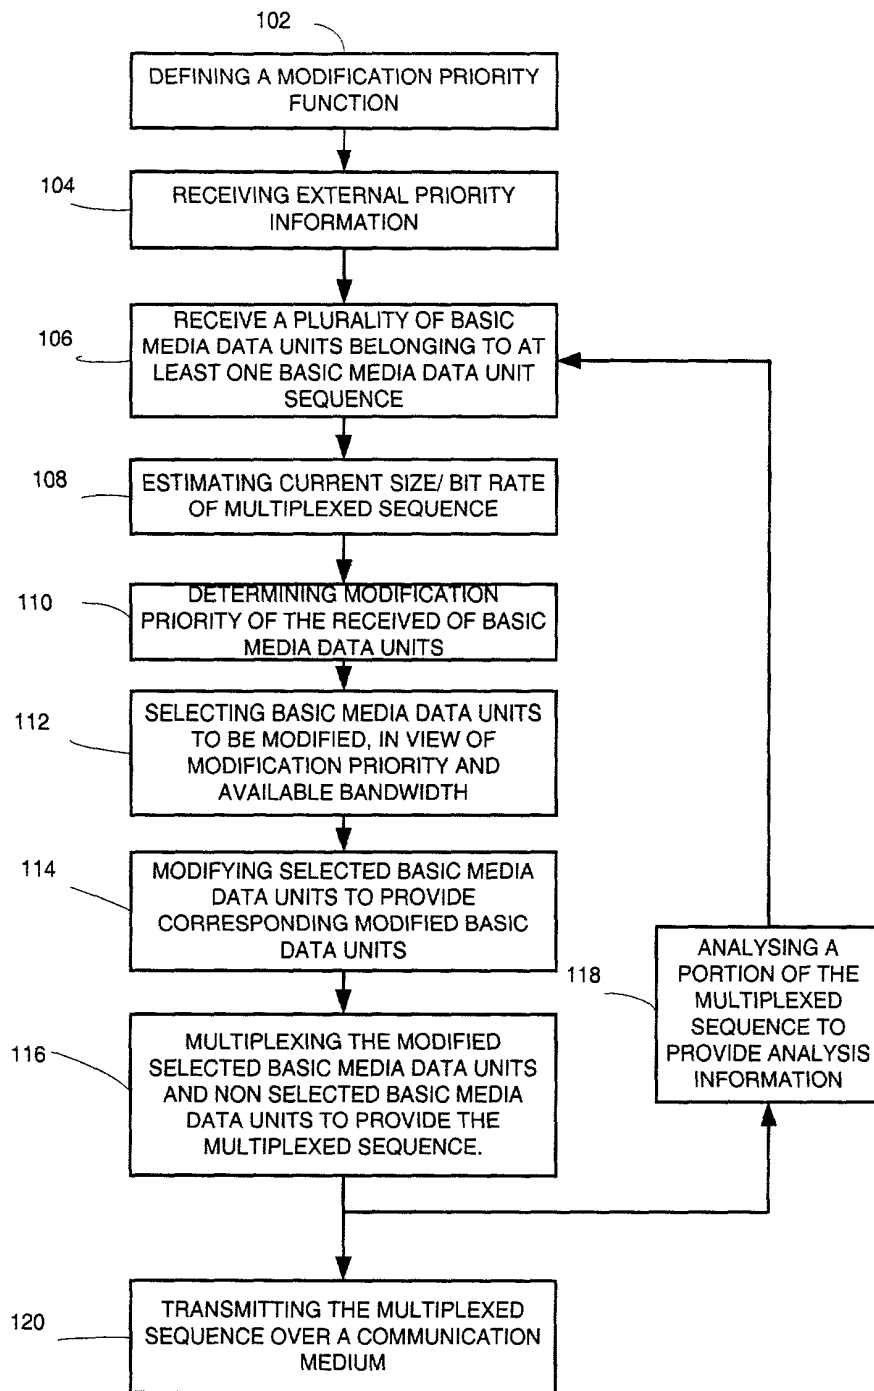 102
DEFINING A MODIFICATION PRIORITY
FUNCTION
104
RECEIVING EXTERNAL PRIORITY
INFORMATION
106
RECEIVE A PLURALITY OF BASIC
MEDIA DATA UNITS BELONGING TO AT
LEAST ONE BASIC MEDIA DATA UNIT
SEQUENCE
108
ESTIMATING CURRENT SIZE/ BIT RATE
OF MULTIPLEXED SEQUENCE
110
DETERMINING MODIFICATION
PRIORITY OF THE RECEIVED OF BASIC
MEDIA DATA UNITS
112
SELECTING BASIC MEDIA DATA UNITS
TO BE MODIFIED, IN VIEW OF
MODIFICATION PRIORITY AND
AVAILABLE BANDWIDTH
114
MODIFYING SELECTED BASIC MEDIA
DATA UNITS TO PROVIDE
CORRESPONDING MODIFIED BASIC
DATA UNITS
118
ANALYSING A
PORTION OF THE
MULTIPLEXED
SEQUENCE TO
PROVIDE ANALYSIS
INFORMATION
116
MULTIPLEXING THE MODIFIED
SELECTED BASIC MEDIA DATA UNITS
AND NON SELECTED BASIC MEDIA
DATA UNITS TO PROVIDE THE
MULTIPLEXED SEQUENCE.
120
TRANSMITTING THE MULTIPLEXED
SEQUENCE OVER A COMMUNICATION
MEDIUM